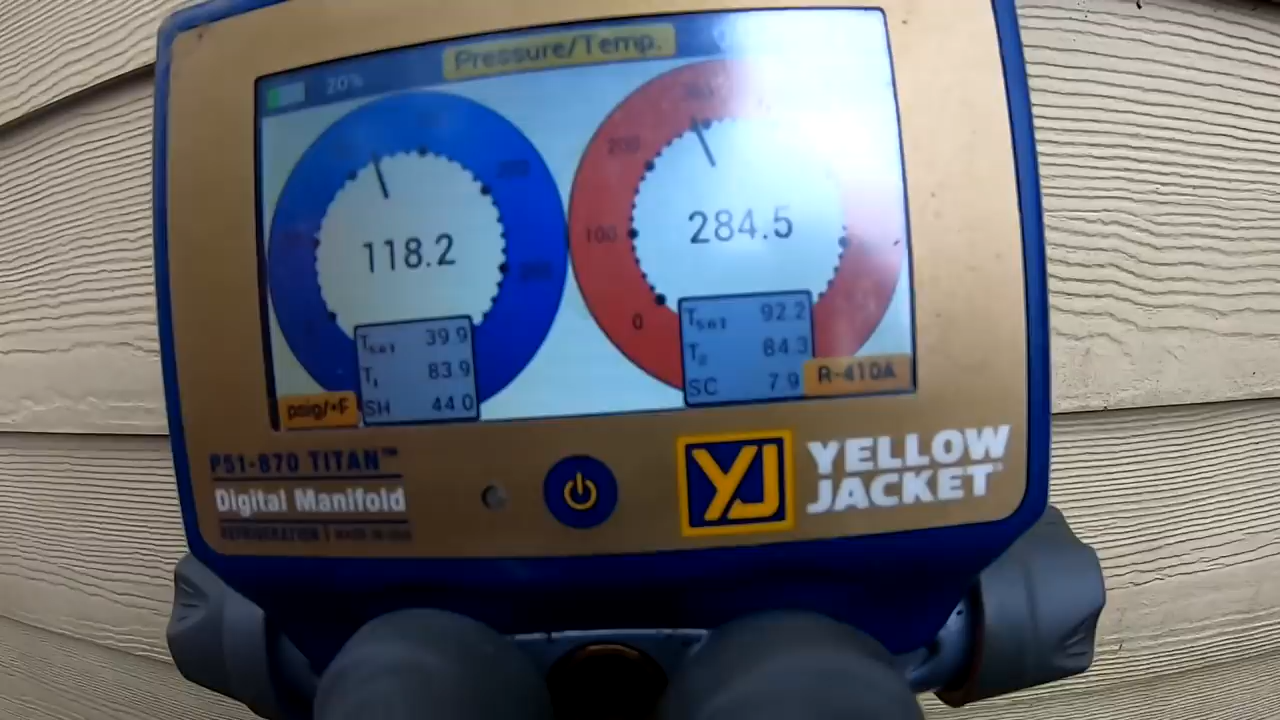 20%
Pressure/Temp.
200
100
0
118.2
284.5
TSAT 39.9
T1 83.9
SH 44.0
psig/°F
TSAT 92.2
T2 84.3
SC 7.9
R-410A
P51-870 TITAN™
Digital Manifold
REFRIGERATION | MADE IN USA
YJ
YELLOW
JACKET®